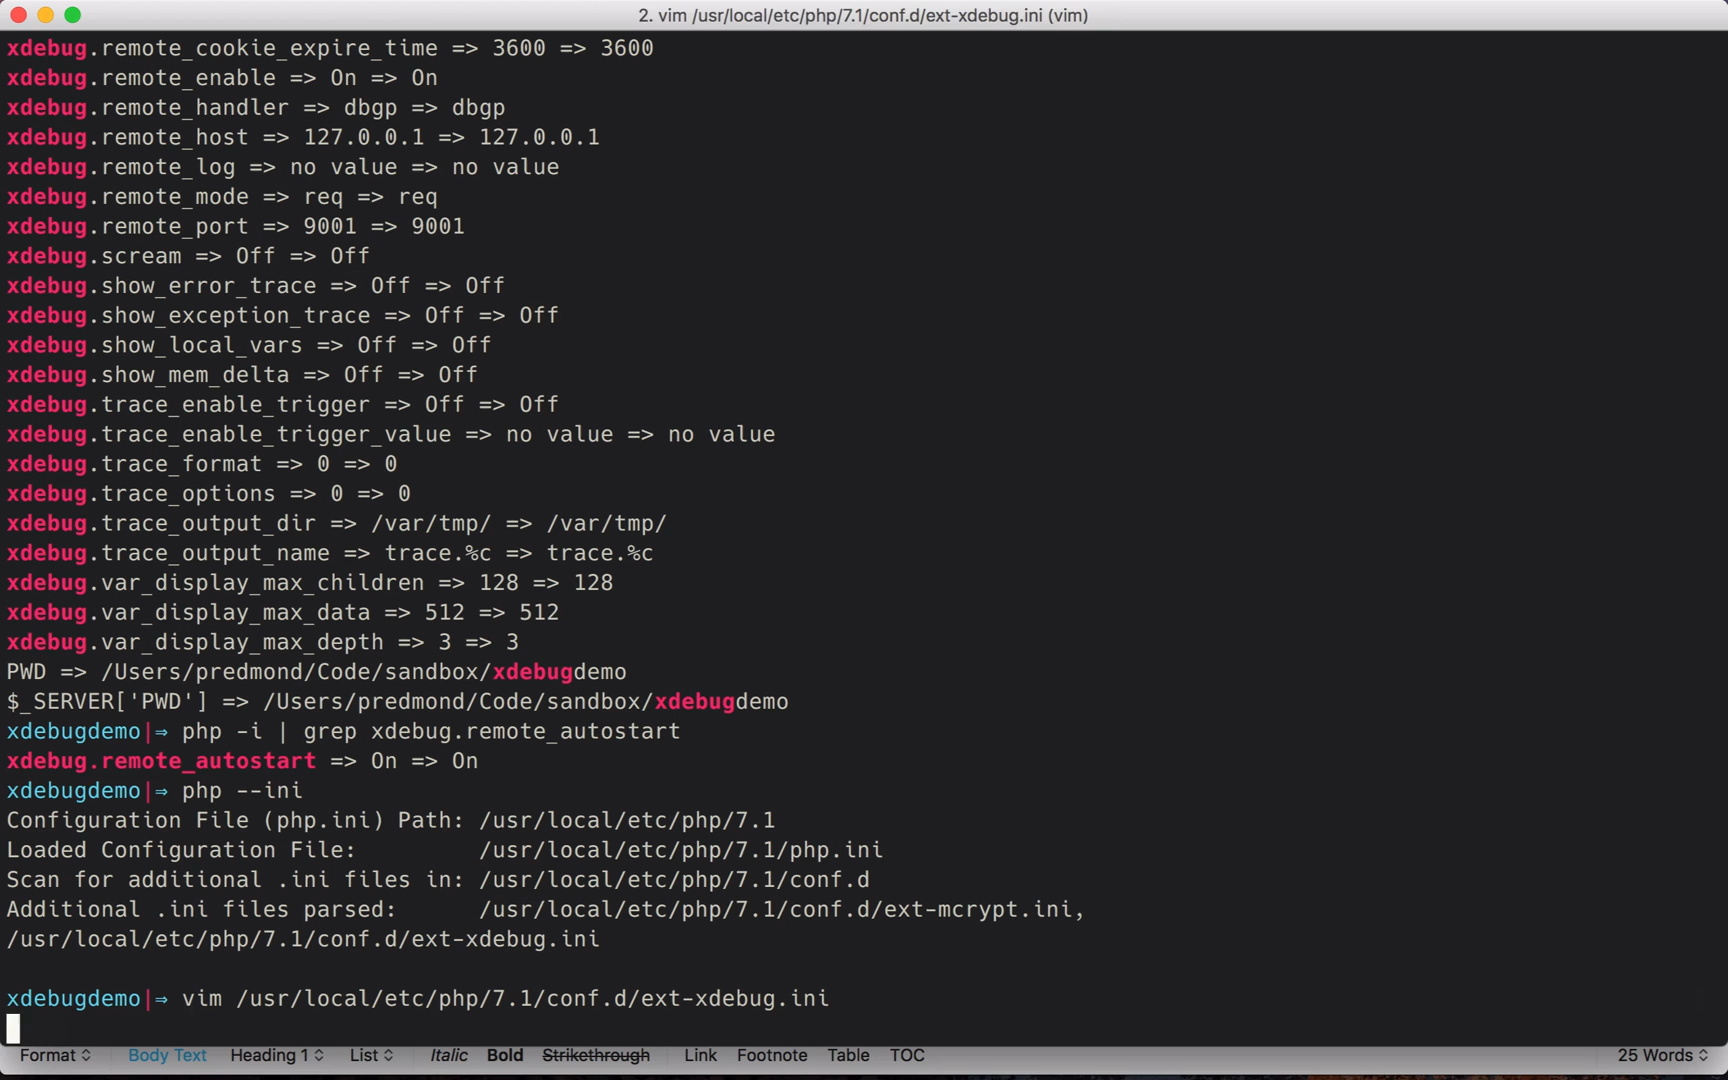 2. vim /usr/local/etc/php/7.1/conf.d/ext-xdebug.ini (vim)
xdebug.remote_cookie_expire_time => 3600 => 3600
xdebug.remote_enable => On => On
xdebug.remote_handler => dbgp => dbgp
xdebug.remote_host => 127.0.0.1 => 127.0.0.1
xdebug.remote_log => no value => no value
xdebug.remote_mode => req => req
xdebug.remote_port => 9001 => 9001
xdebug.scream => Off => Off
xdebug.show_error_trace => Off => Off
xdebug.show_exception_trace => Off => Off
xdebug.show_local_vars => Off => Off
xdebug.show_mem_delta => Off => Off
xdebug.trace_enable_trigger => Off => Off
xdebug.trace_enable_trigger_value => no value => no value
xdebug.trace_format => 0 => 0
xdebug.trace_options => 0 => 0
xdebug.trace_output_dir => /var/tmp/ => /var/tmp/
xdebug.trace_output_name => trace.%c => trace.%c
xdebug.var_display_max_children => 128 => 128
xdebug.var_display_max_data => 512 => 512
xdebug.var_display_max_depth => 3 => 3
PWD => /Users/predmond/Code/sandbox/xdebugdemo
$_SERVER['PWD'] => /Users/predmond/Code/sandbox/xdebugdemo
xdebugdemo|⇒ php -i | grep xdebug.remote_autostart
xdebug.remote_autostart => On => On
xdebugdemo|⇒ php --ini
Configuration File (php.ini) Path: /usr/local/etc/php/7.1
Loaded Configuration File:         /usr/local/etc/php/7.1/php.ini
Scan for additional .ini files in: /usr/local/etc/php/7.1/conf.d
Additional .ini files parsed:      /usr/local/etc/php/7.1/conf.d/ext-mcrypt.ini,
/usr/local/etc/php/7.1/conf.d/ext-xdebug.ini
xdebugdemo|⇒ vim /usr/local/etc/php/7.1/conf.d/ext-xdebug.ini
Format Body Text Heading 1 List Italic Bold Strikethrough Link Footnote Table TOC 25 Words